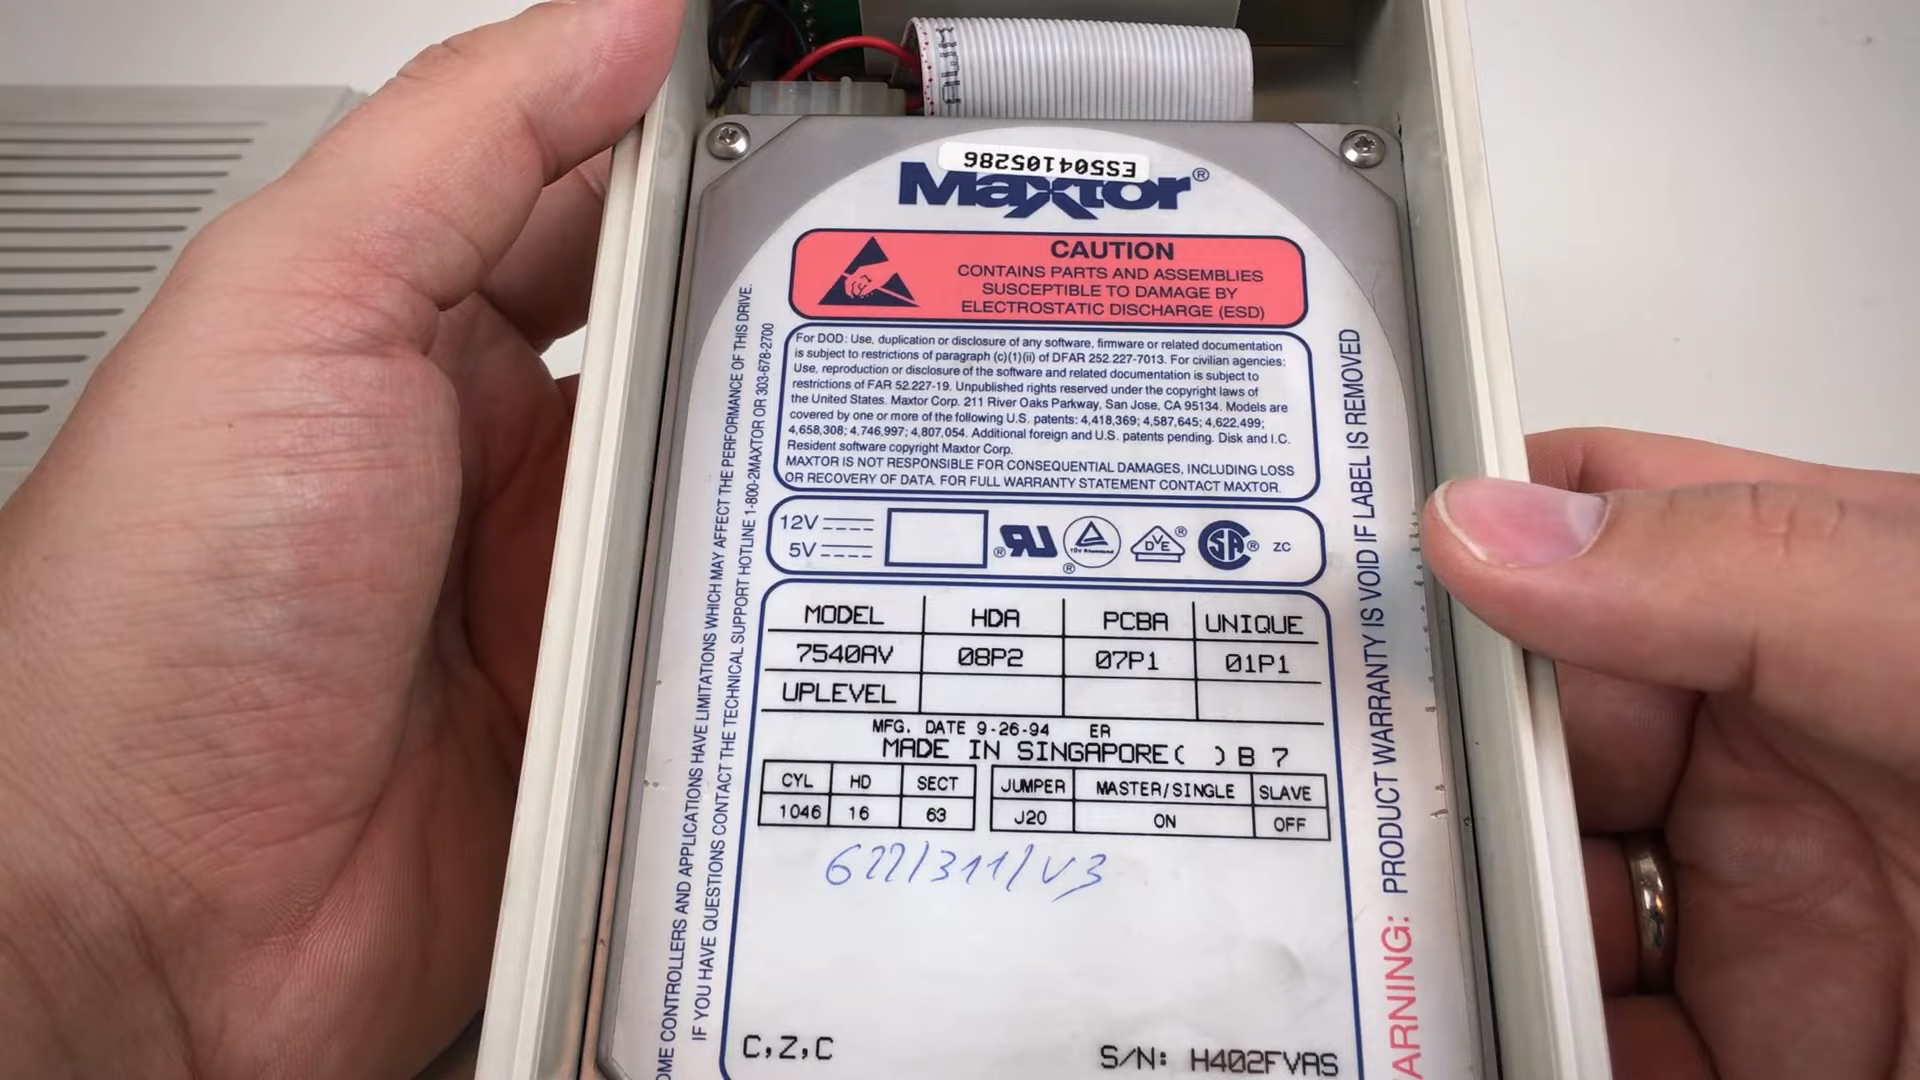 AWM
ES504105286
Maxtor®
CAUTION
CONTAINS PARTS AND ASSEMBLIES
SUSCEPTIBLE TO DAMAGE BY
ELECTROSTATIC DISCHARGE (ESD)
For DOD: Use, duplication or disclosure of any software, firmware or related documentation
is subject to restrictions of paragraph (c)(1)(ii) of DFAR 252.227-7013. For civilian agencies:
Use, reproduction or disclosure of the software and related documentation is subject to
restrictions of FAR 52.227-19. Unpublished rights reserved under the copyright laws of
the United States. Maxtor Corp. 211 River Oaks Parkway, San Jose, CA 95134. Models are
covered by one or more of the following U.S. patents: 4,418,369; 4,587,645; 4,622,499;
4,658,308; 4,746,997; 4,807,054. Additional foreign and U.S. patents pending. Disk and I.C.
Resident software copyright Maxtor Corp.
MAXTOR IS NOT RESPONSIBLE FOR CONSEQUENTIAL DAMAGES, INCLUDING LOSS
OR RECOVERY OF DATA. FOR FULL WARRANTY STATEMENT CONTACT MAXTOR.
12V
5V
® RU ® TÜV Rheinland DVE ® SA ® ZC
MODEL HDA PCBA UNIQUE
7540AV 08P2 07P1 01P1
UPLEVEL
MFG. DATE 9-26-94 ER
MADE IN SINGAPORE( ) B 7
CYL HD SECT JUMPER MASTER/SINGLE SLAVE
1046 16 63 J20 ON OFF
622/311/V3
C,Z,C S/N: H402FVAS
OME CONTROLLERS AND APPLICATIONS HAVE LIMITATIONS WHICH MAY AFFECT THE PERFORMANCE OF THIS DRIVE.
IF YOU HAVE QUESTIONS CONTACT THE TECHNICAL SUPPORT HOTLINE 1-800-2MAXTOR OR 303-678-2700
ARNING: PRODUCT WARRANTY IS VOID IF LABEL IS REMOVED